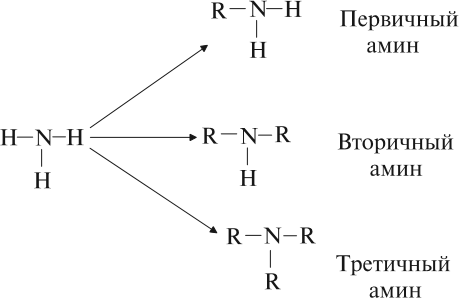 R—N—H
H
Первичный
амин
H—N—H
H
R—N—R
H
Вторичный
амин
R—N—R
R
Третичный
амин